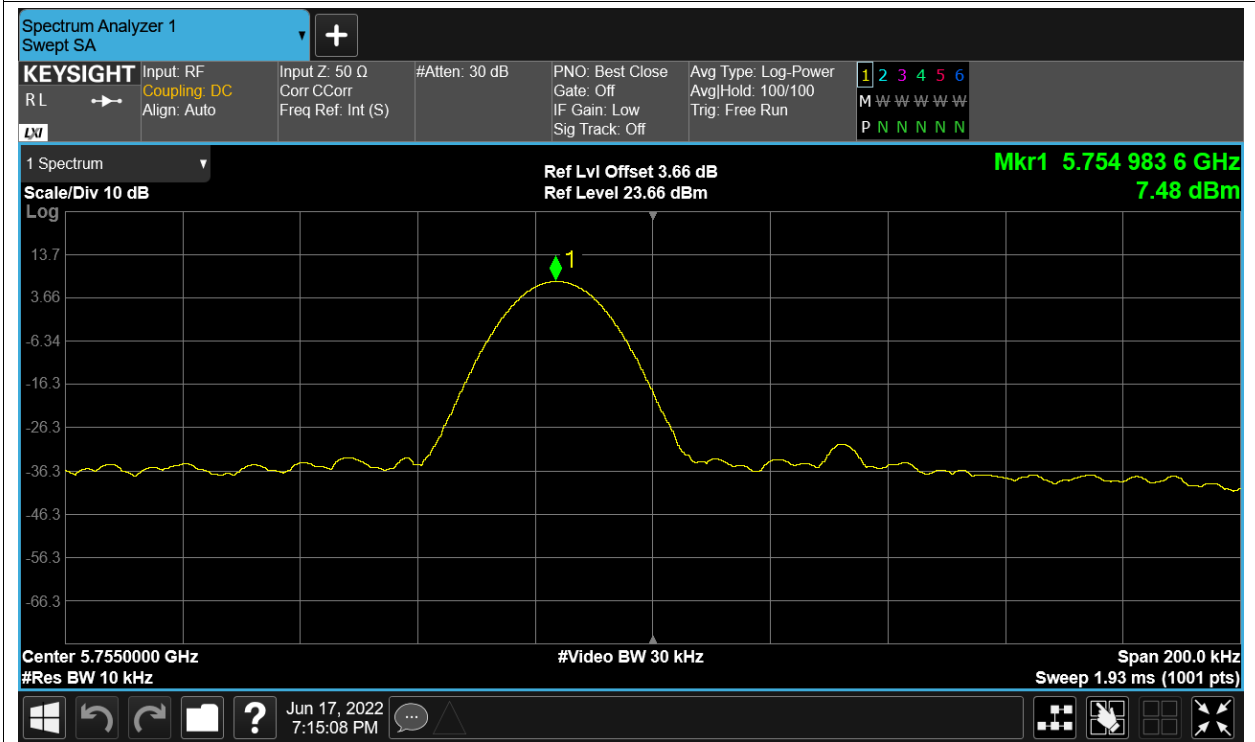 Spectrum Analyzer 1
Swept SA
+
KEYSIGHT
R L
LXI
Input: RF
Coupling: DC
Align: Auto
Input Z: 50 Ω
Corr CCorr
Freq Ref: Int (S)
#Atten: 30 dB
PNO: Best Close
Gate: Off
IF Gain: Low
Sig Track: Off
Avg Type: Log-Power
Avg|Hold: 100/100
Trig: Free Run
1 2 3 4 5 6
M W W W W W
P N N N N N
1 Spectrum
Scale/Div 10 dB
Log
Ref Lvl Offset 3.66 dB
Ref Level 23.66 dBm
Mkr1 5.754 983 6 GHz
7.48 dBm
1
13.7
3.66
-6.34
-16.3
-26.3
-36.3
-46.3
-56.3
-66.3
Center 5.7550000 GHz
#Res BW 10 kHz
#Video BW 30 kHz
Span 200.0 kHz
Sweep 1.93 ms (1001 pts)
?
Jun 17, 2022
7:15:08 PM